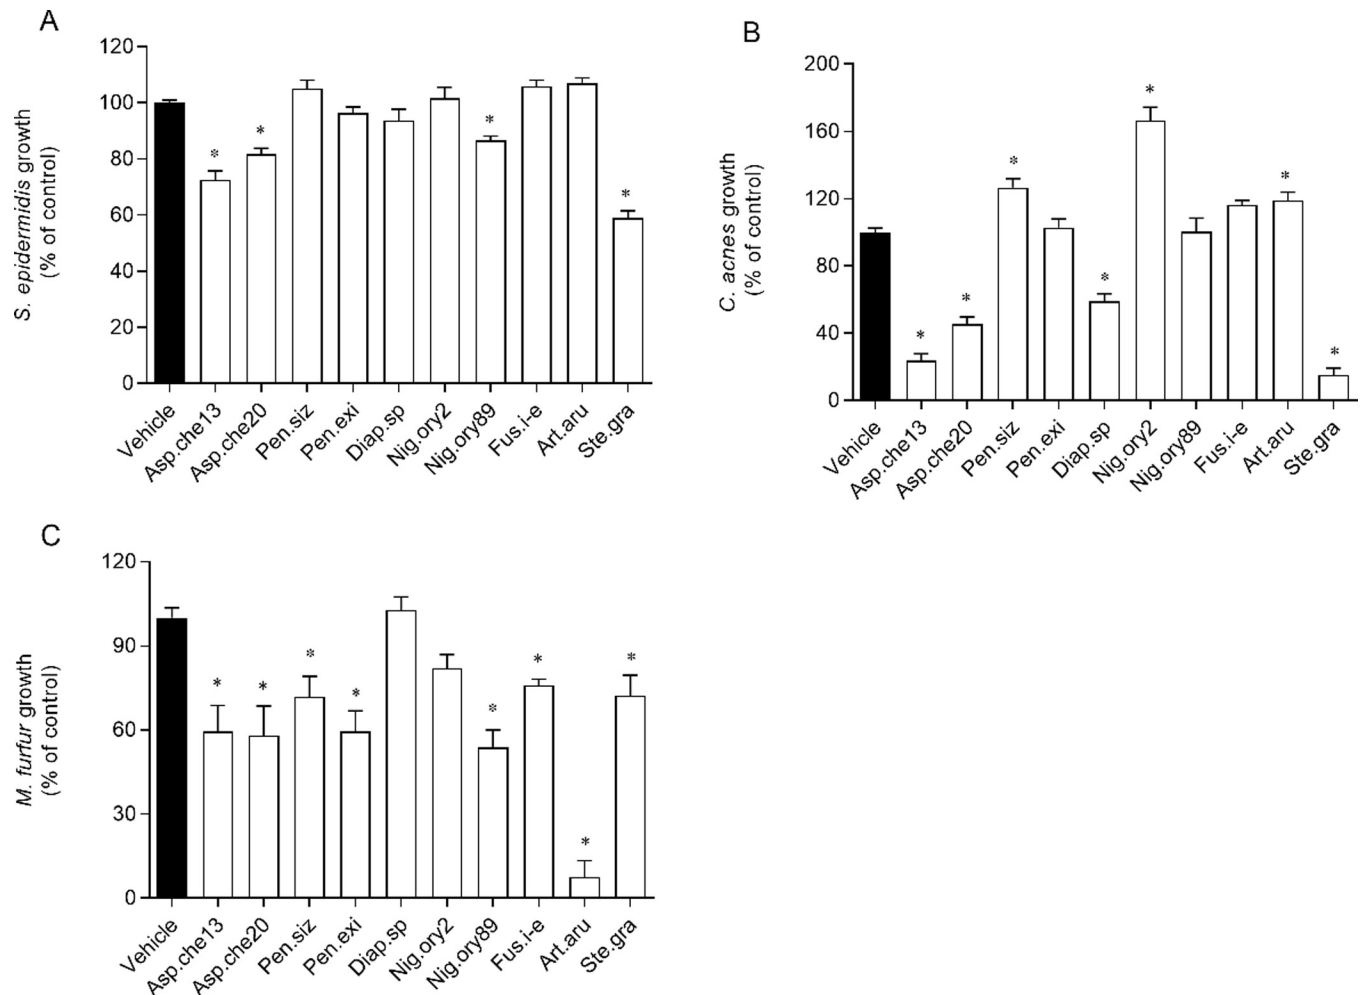 A
S. epidermidis growth
(% of control)
120
100
80
60
40
20
0
*
*
*
*
Vehicle
Asp.che13
Asp.che20
Pen.siz
Pen.exi
Diap.sp
Nig.ory2
Nig.ory89
Fus.i-e
Art.aru
Ste.gra
B
C. acnes growth
(% of control)
200
160
120
80
40
0
*
*
*
*
*
*
*
Vehicle
Asp.che13
Asp.che20
Pen.siz
Pen.exi
Diap.sp
Nig.ory2
Nig.ory89
Fus.i-e
Art.aru
Ste.gra
C
M. furfur growth
(% of control)
120
90
60
30
0
*
*
*
*
*
*
*
*
Vehicle
Asp.che13
Asp.che20
Pen.siz
Pen.exi
Diap.sp
Nig.ory2
Nig.ory89
Fus.i-e
Art.aru
Ste.gra